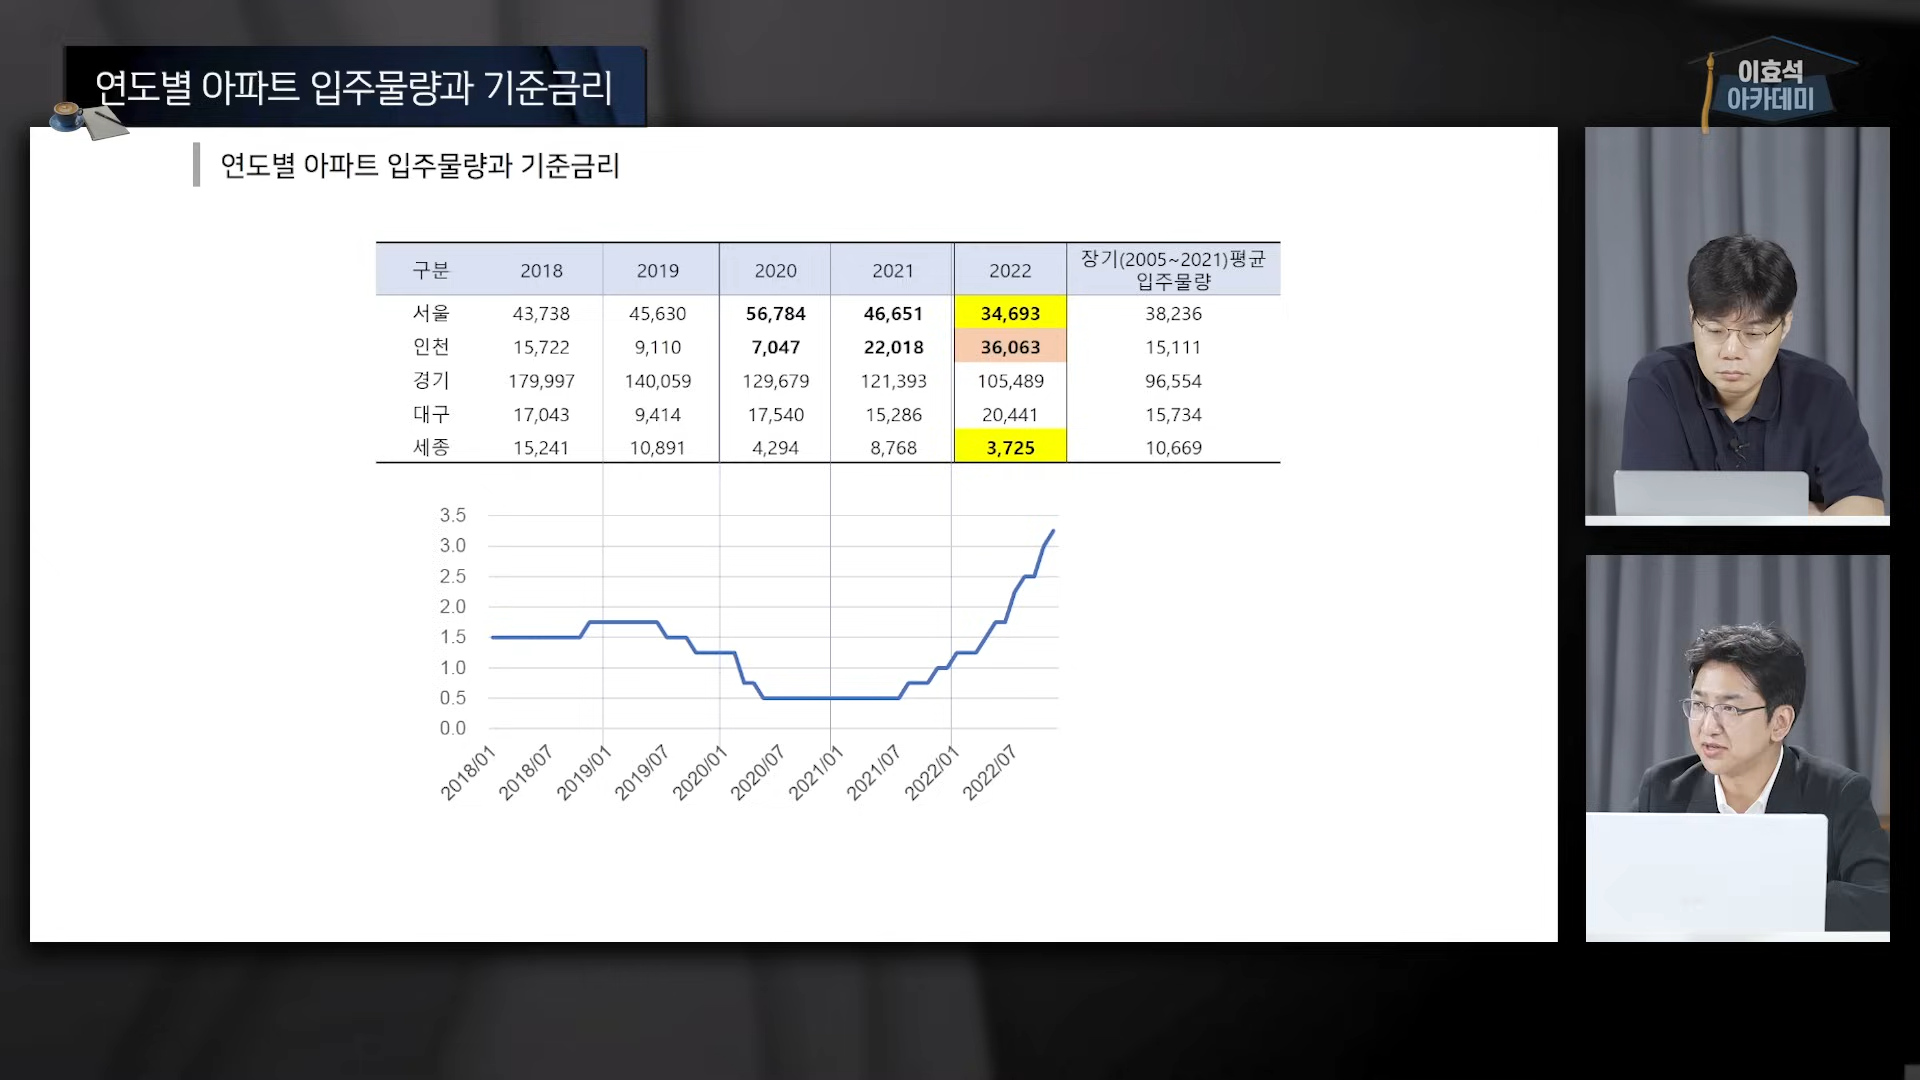 연도별 아파트 입주물량과 기준금리
이효석
아카데미
연도별 아파트 입주물량과 기준금리
구분 2018 2019 2020 2021 2022 장기(2005~2021)평균
입주물량
서울 43,738 45,630 56,784 46,651 34,693 38,236
인천 15,722 9,110 7,047 22,018 36,063 15,111
경기 179,997 140,059 129,679 121,393 105,489 96,554
대구 17,043 9,414 17,540 15,286 20,441 15,734
세종 15,241 10,891 4,294 8,768 3,725 10,669
3.5
3.0
2.5
2.0
1.5
1.0
0.5
0.0
2018/01 2018/07 2019/01 2019/07 2020/01 2020/07 2021/01 2021/07 2022/01 2022/07